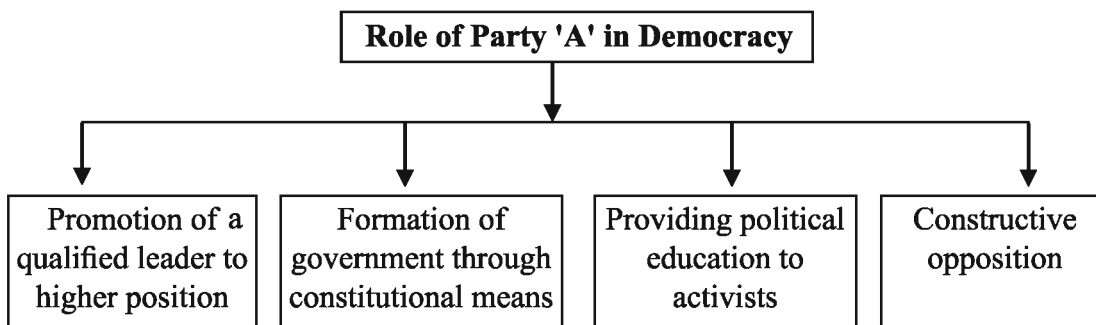 Role of Party 'A' in Democracy
Promotion of a
qualified leader to
higher position
Formation of
government through
constitutional means
Providing political
education to
activists
Constructive
opposition